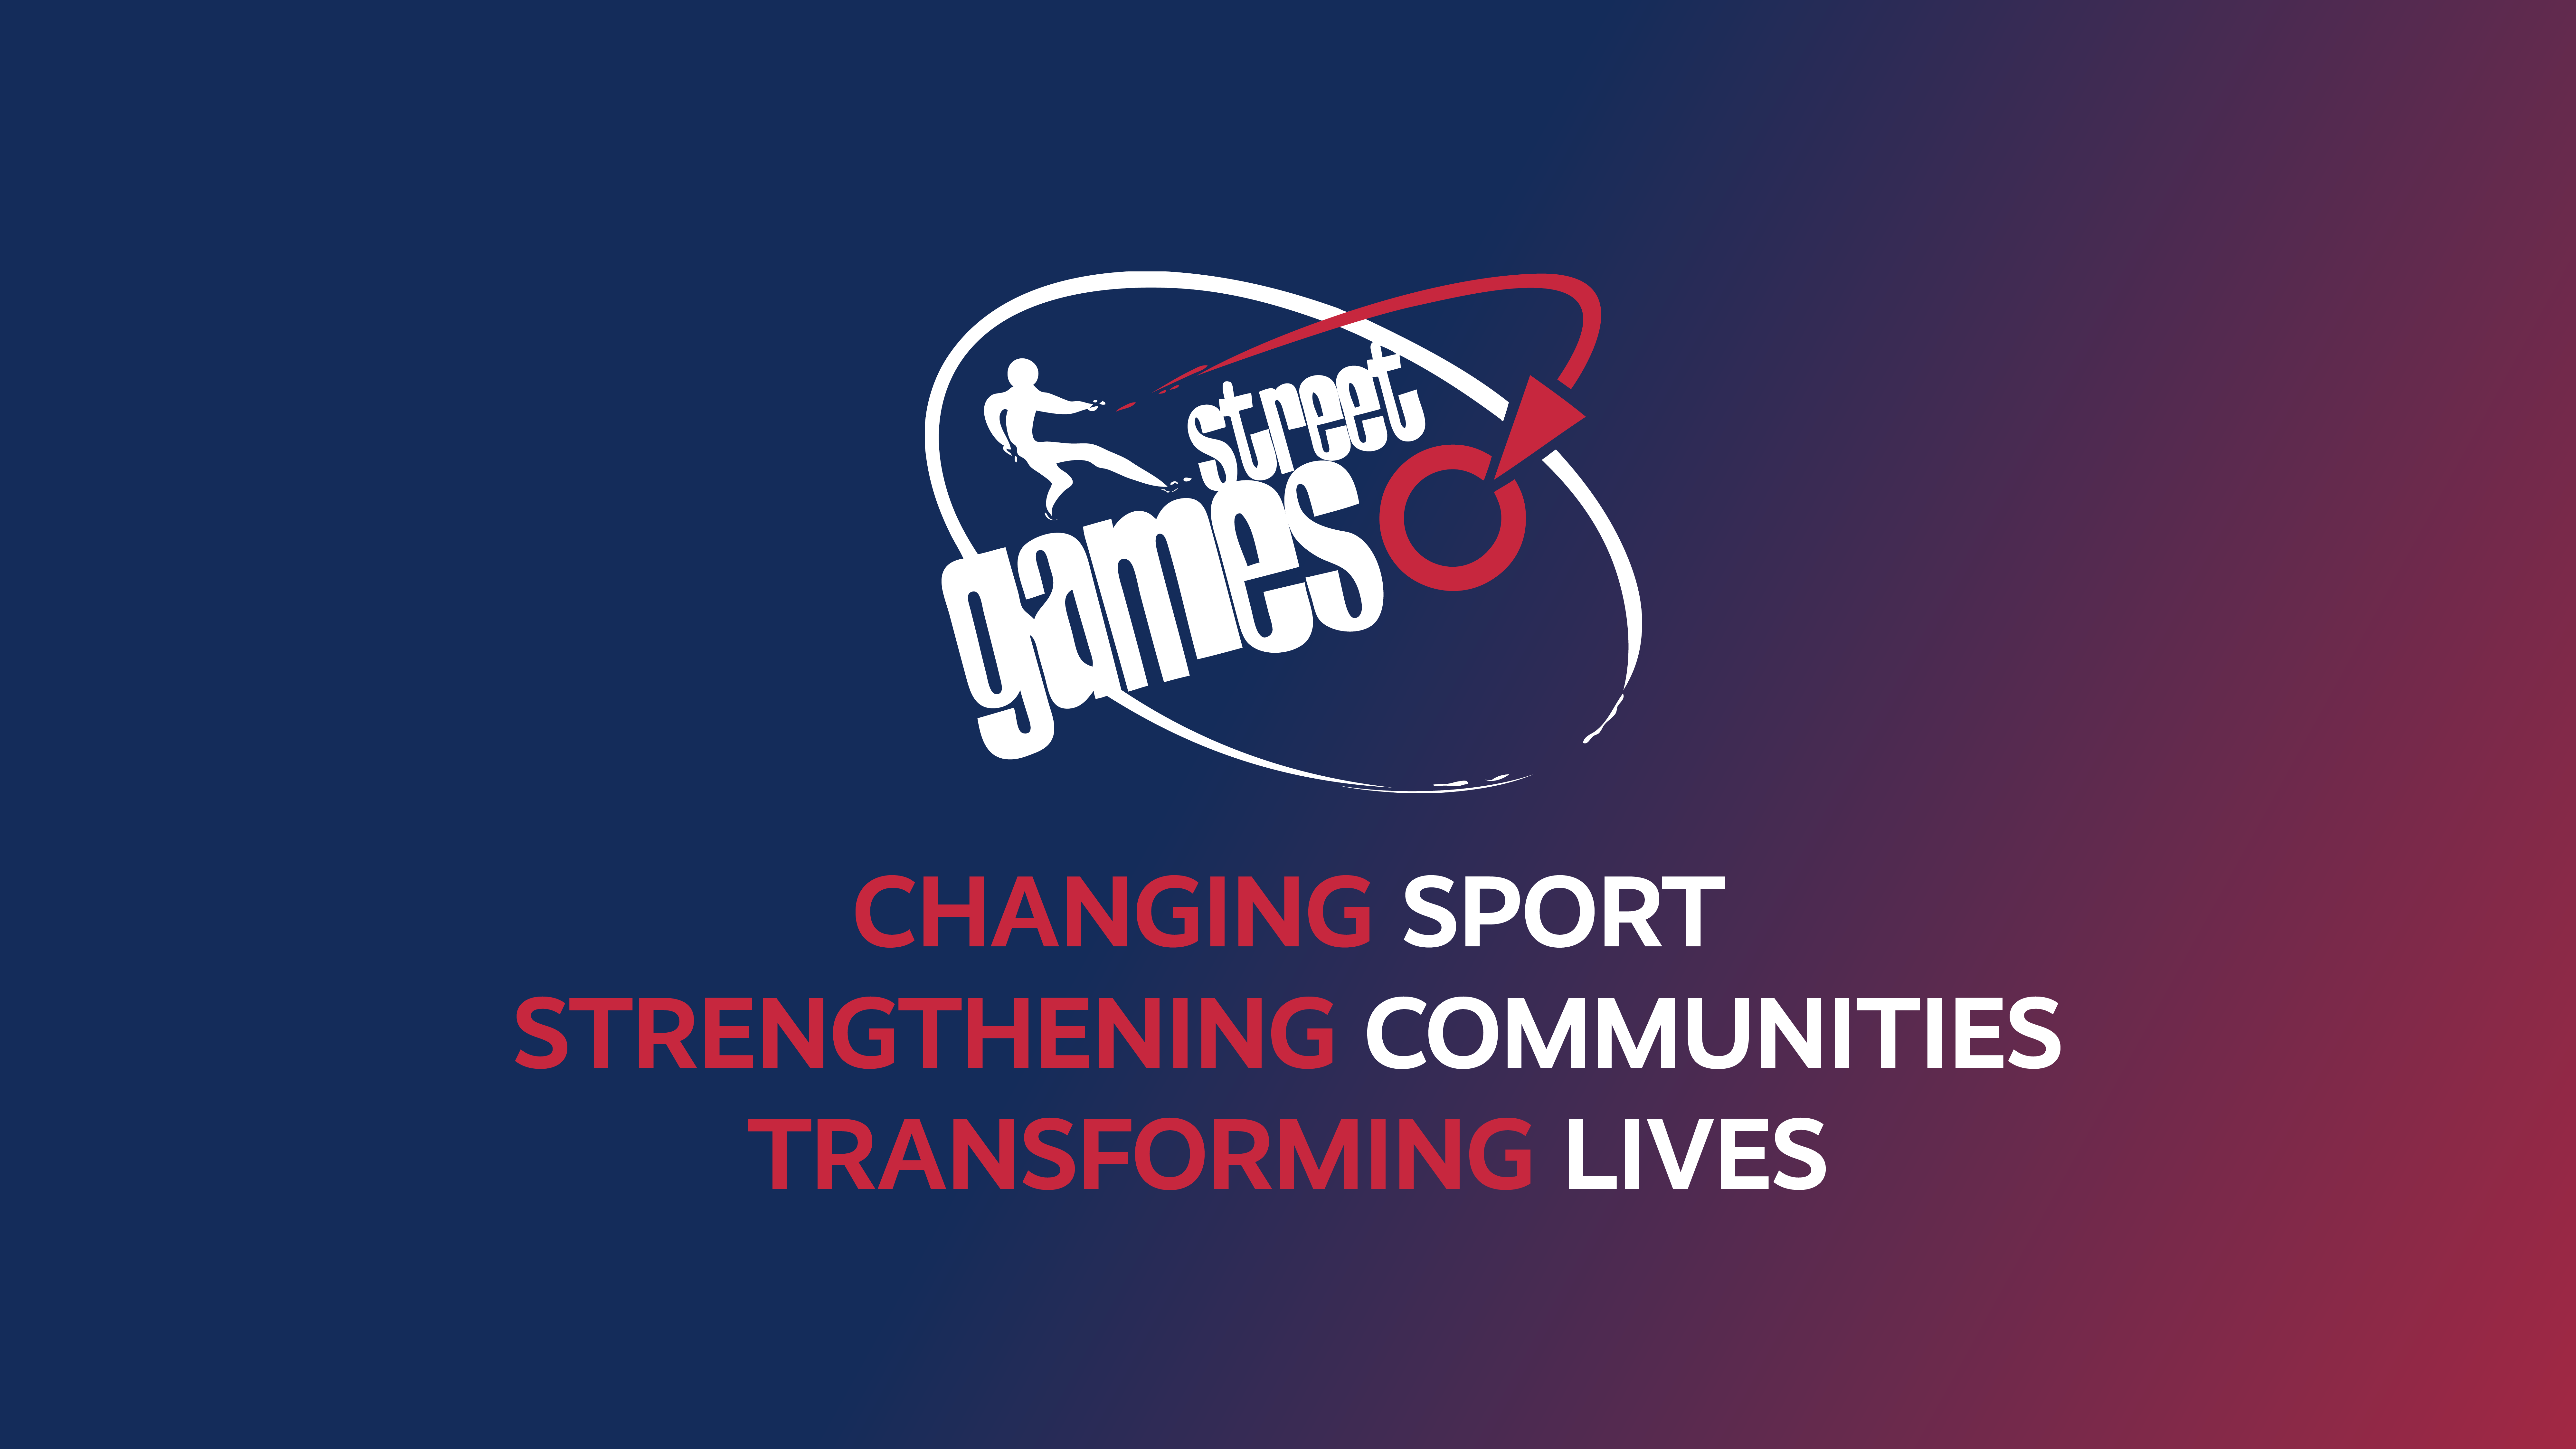 street
games
CHANGING SPORT
STRENGTHENING COMMUNITIES
TRANSFORMING LIVES